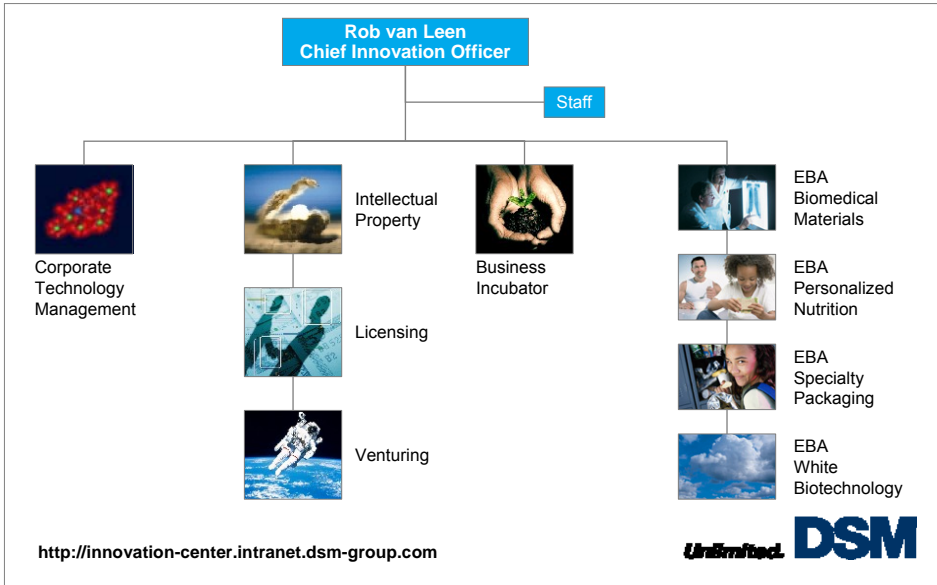 Rob van Leen
Chief Innovation Officer
Staff
Corporate
Technology
Management
Intellectual
Property
Licensing
Venturing
Business
Incubator
EBA
Biomedical
Materials
EBA
Personalized
Nutrition
EBA
Specialty
Packaging
EBA
White
Biotechnology
http://innovation-center.intranet.dsm-group.com
Unlimited. DSM